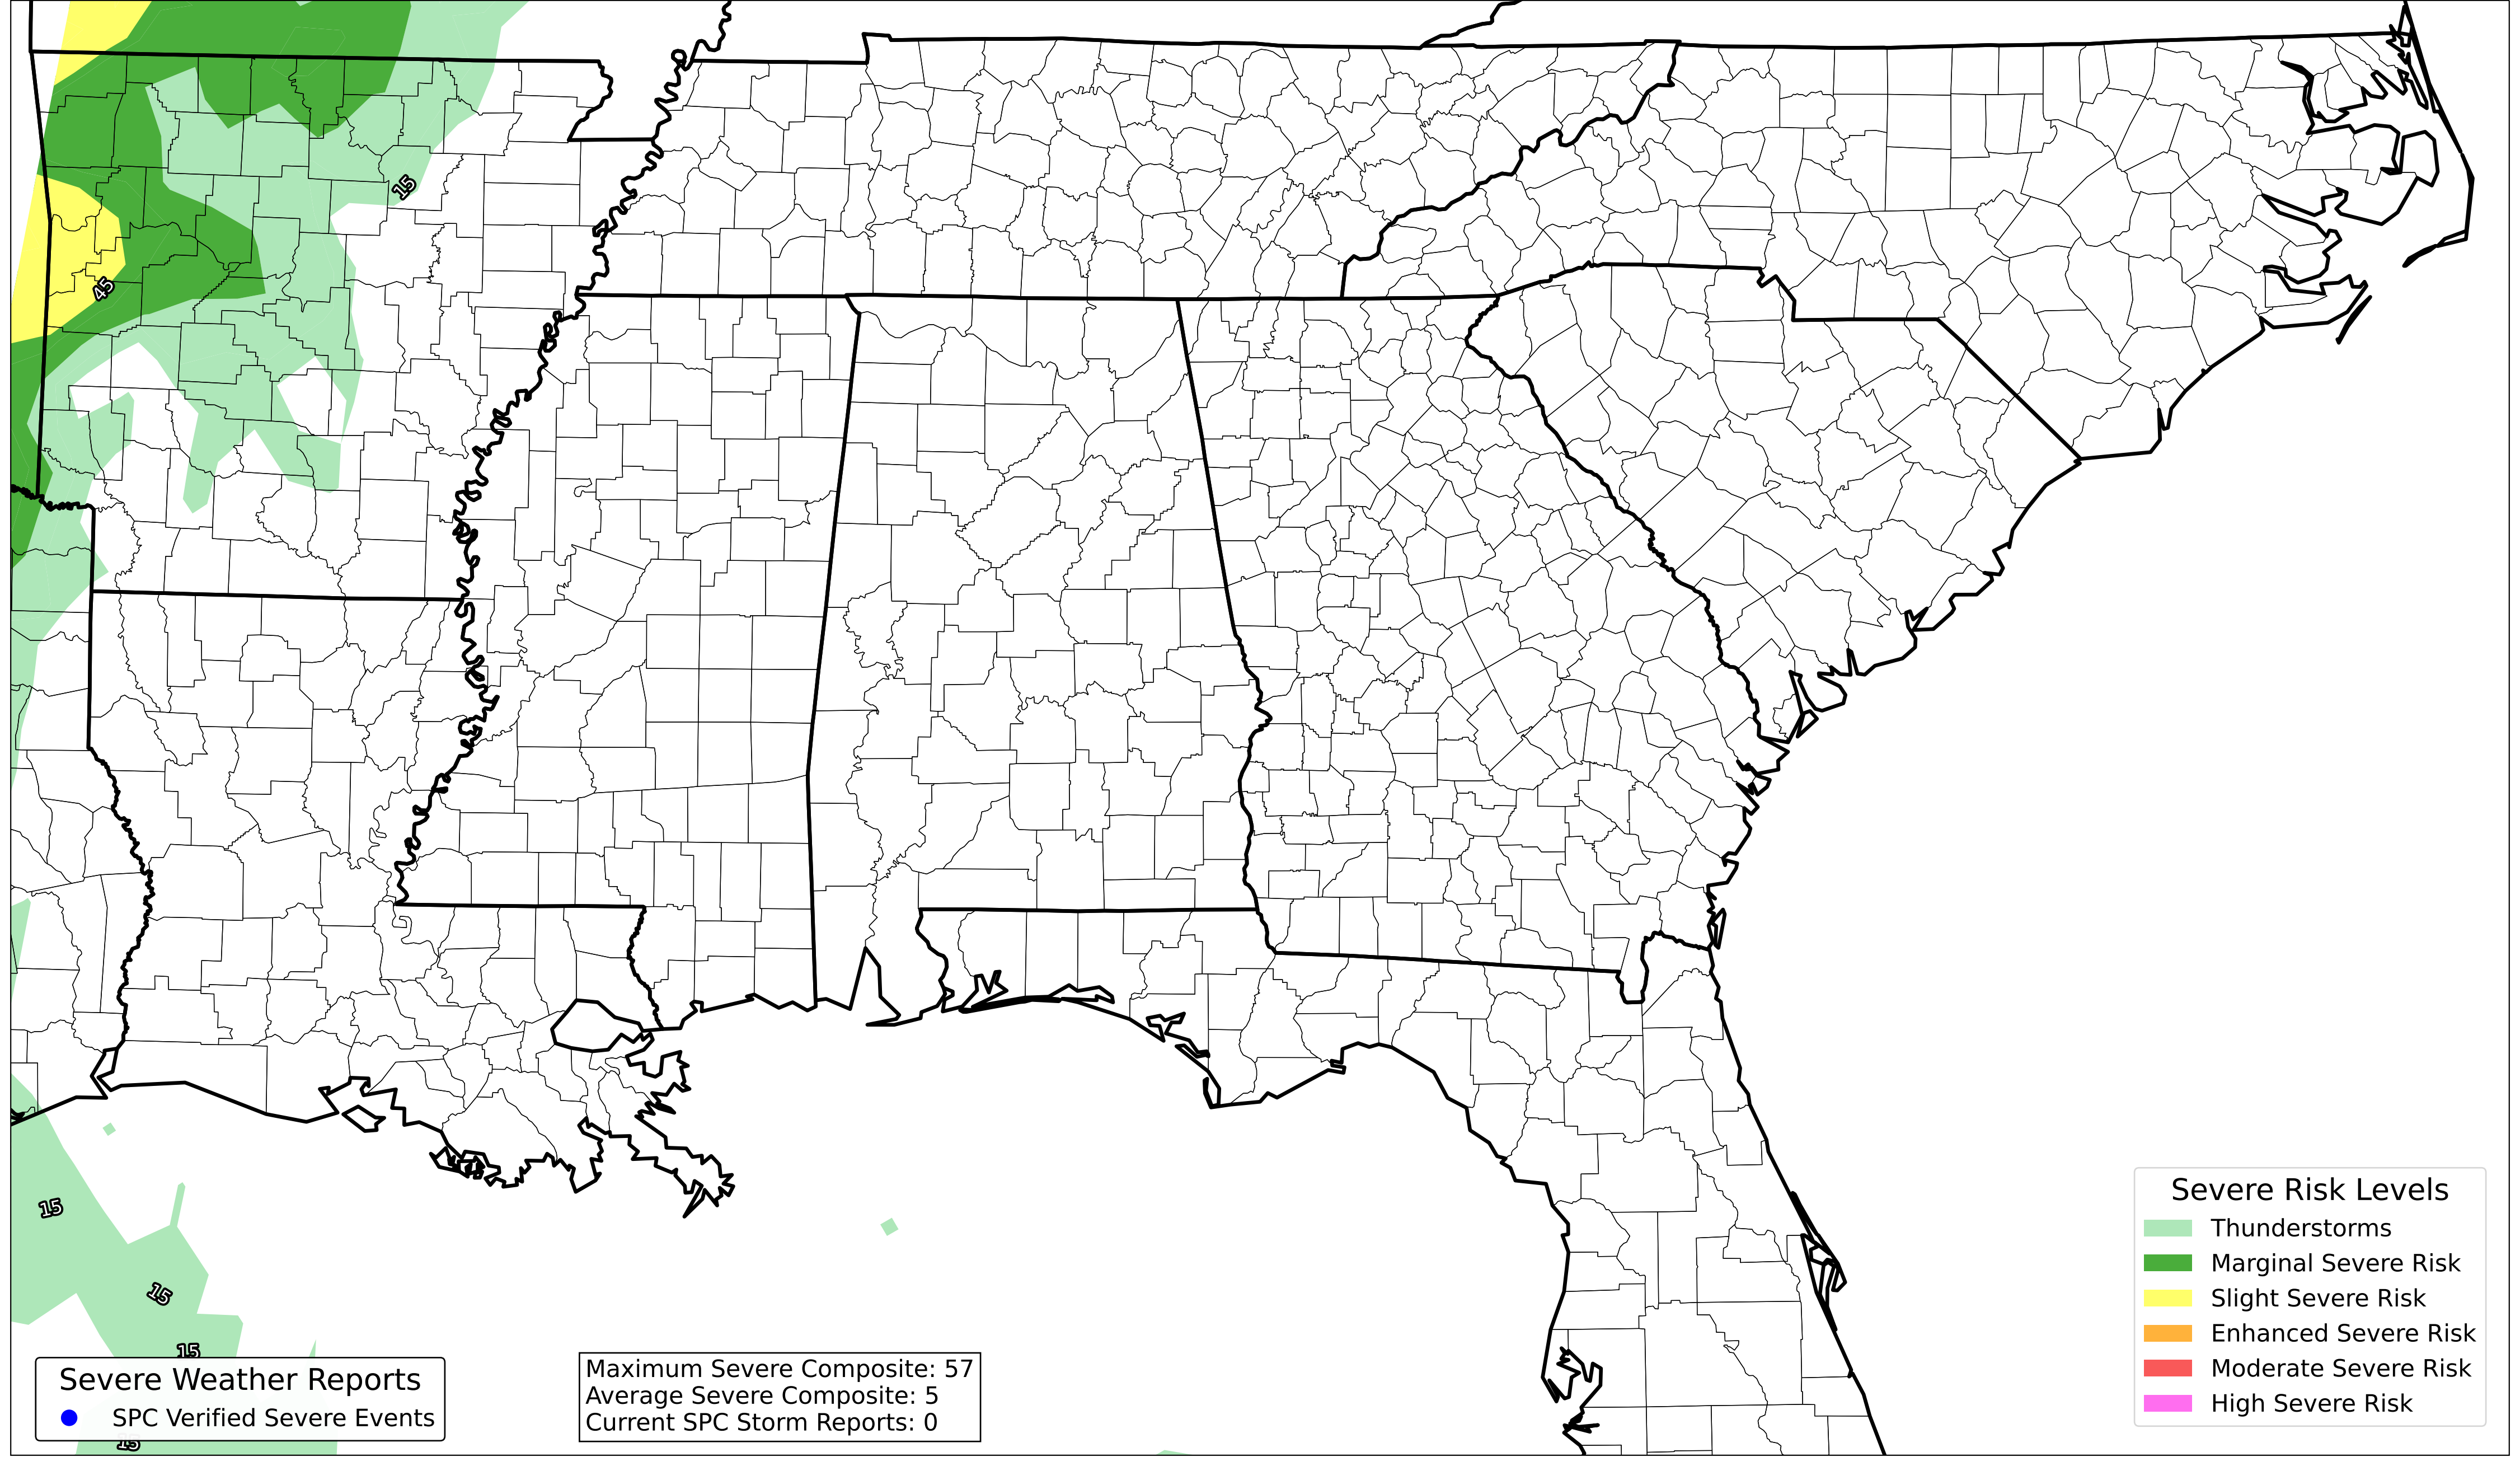 15
45
15
15
15
15
Severe Weather Reports
SPC Verified Severe Events
Maximum Severe Composite: 57
Average Severe Composite: 5
Current SPC Storm Reports: 0
Severe Risk Levels
Thunderstorms
Marginal Severe Risk
Slight Severe Risk
Enhanced Severe Risk
Moderate Severe Risk
High Severe Risk